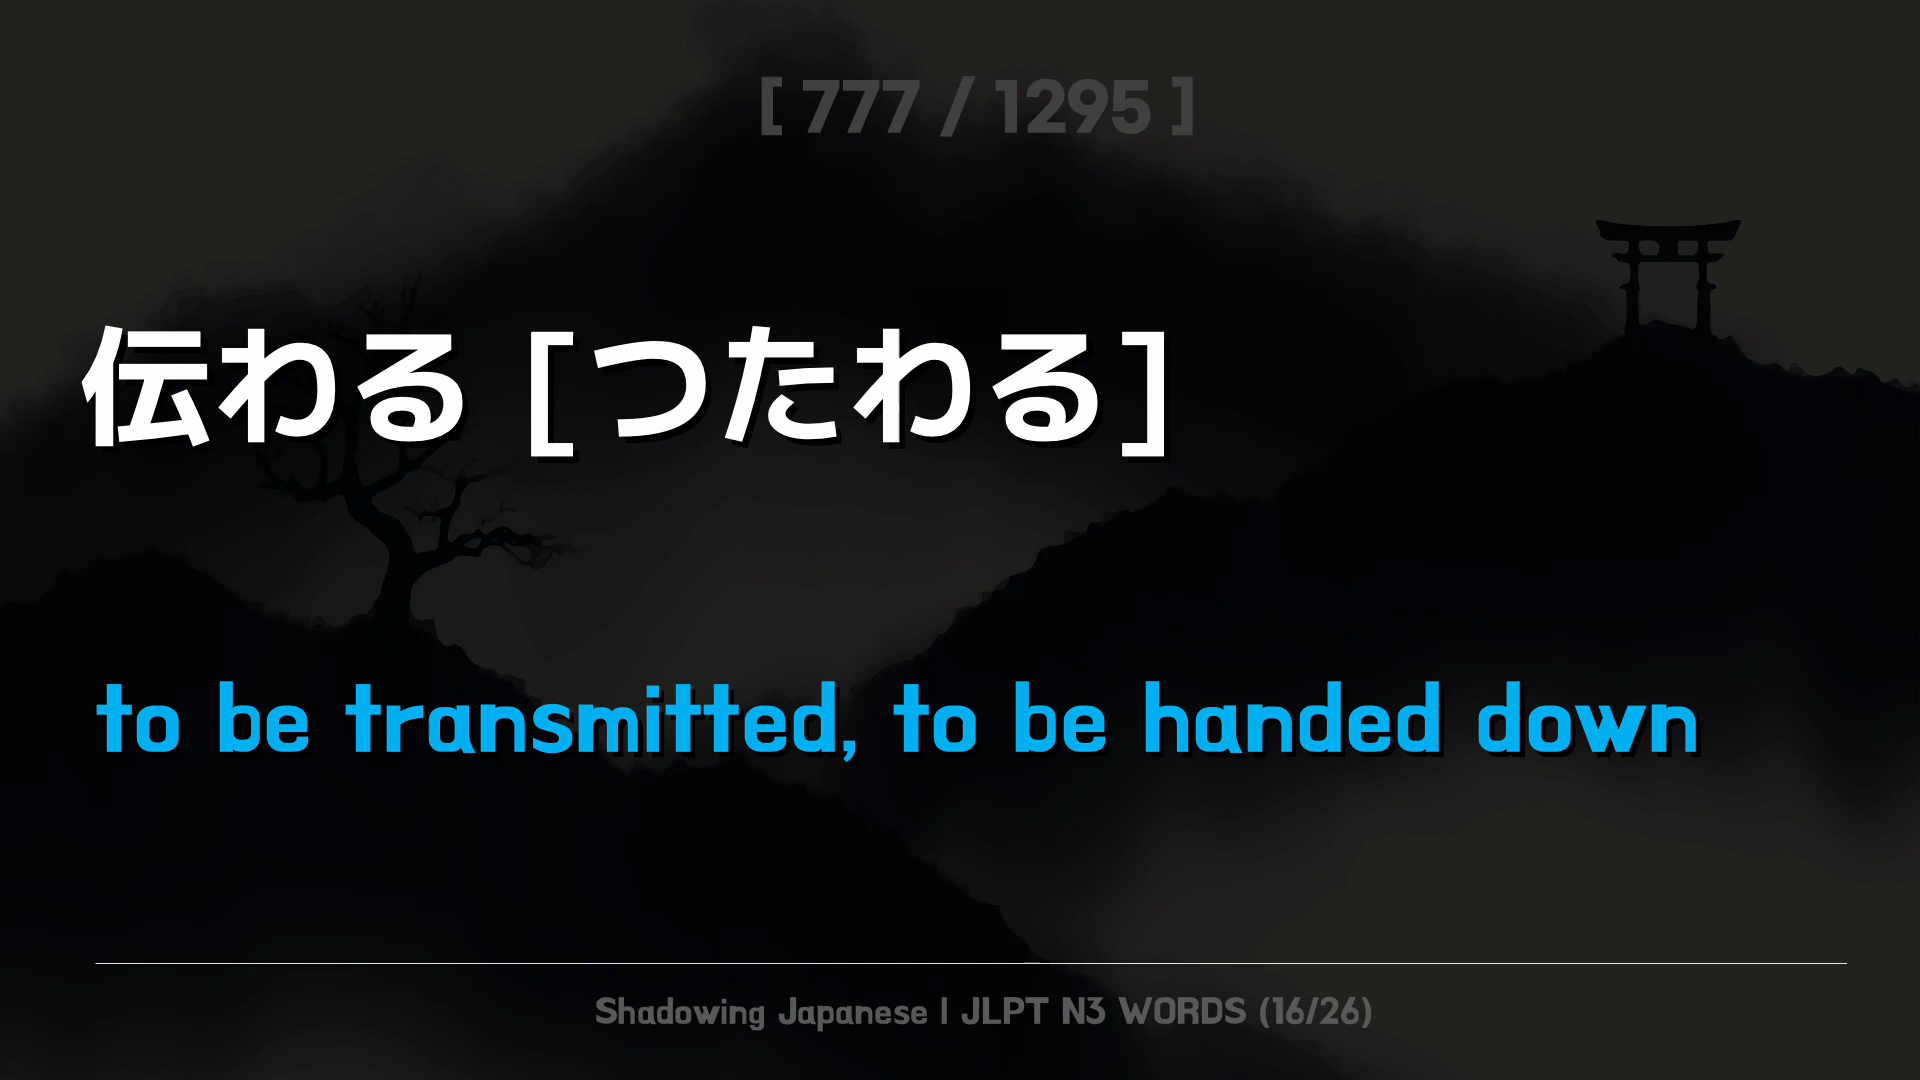 [ 777 / 1295 ]
伝わる [つたわる]
to be transmitted, to be handed down
Shadowing Japanese | JLPT N3 WORDS (16/26)